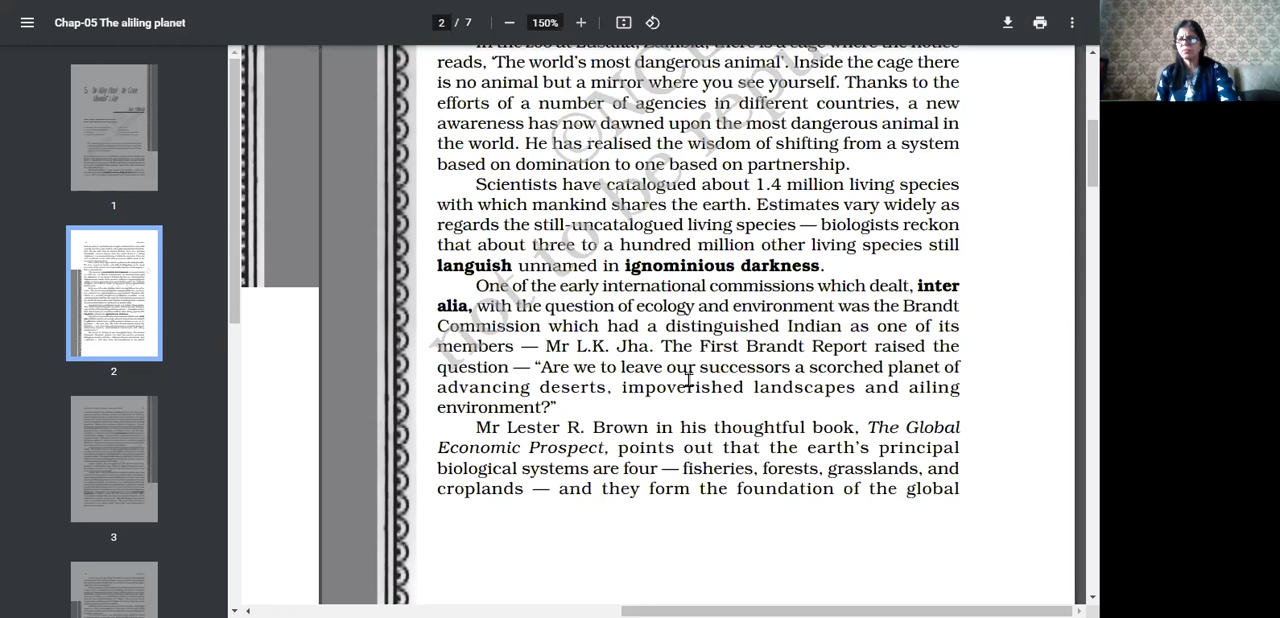 Chap-05 The aliling planet
2 / 7
150%
1
2
3
reads, 'The world's most dangerous animal'. Inside the cage there
is no animal but a mirror where you see yourself. Thanks to the
efforts of a number of agencies in different countries, a new
awareness has now dawned upon the most dangerous animal in
the world. He has realised the wisdom of shifting from a system
based on domination to one based on partnership.
Scientists have catalogued about 1.4 million living species
with which mankind shares the earth. Estimates vary widely as
regards the still uncatalogued living species — biologists reckon
that about three to a hundred million other living species still
languish unnamed in ignominious darkness.
One of the early international commissions which dealt, inter
alia, with the question of ecology and environment was the Brandt
Commission which had a distinguished Indian as one of its
members — Mr L.K. Jha. The First Brandt Report raised the
question — "Are we to leave our successors a scorched planet of
advancing deserts, impoverished landscapes and ailing
environment?"
Mr Lester R. Brown in his thoughtful book, The Global
Economic Prospect, points out that the earth's principal
biological systems are four — fisheries, forests, grasslands, and
croplands — and they form the foundation of the global
not to be repu